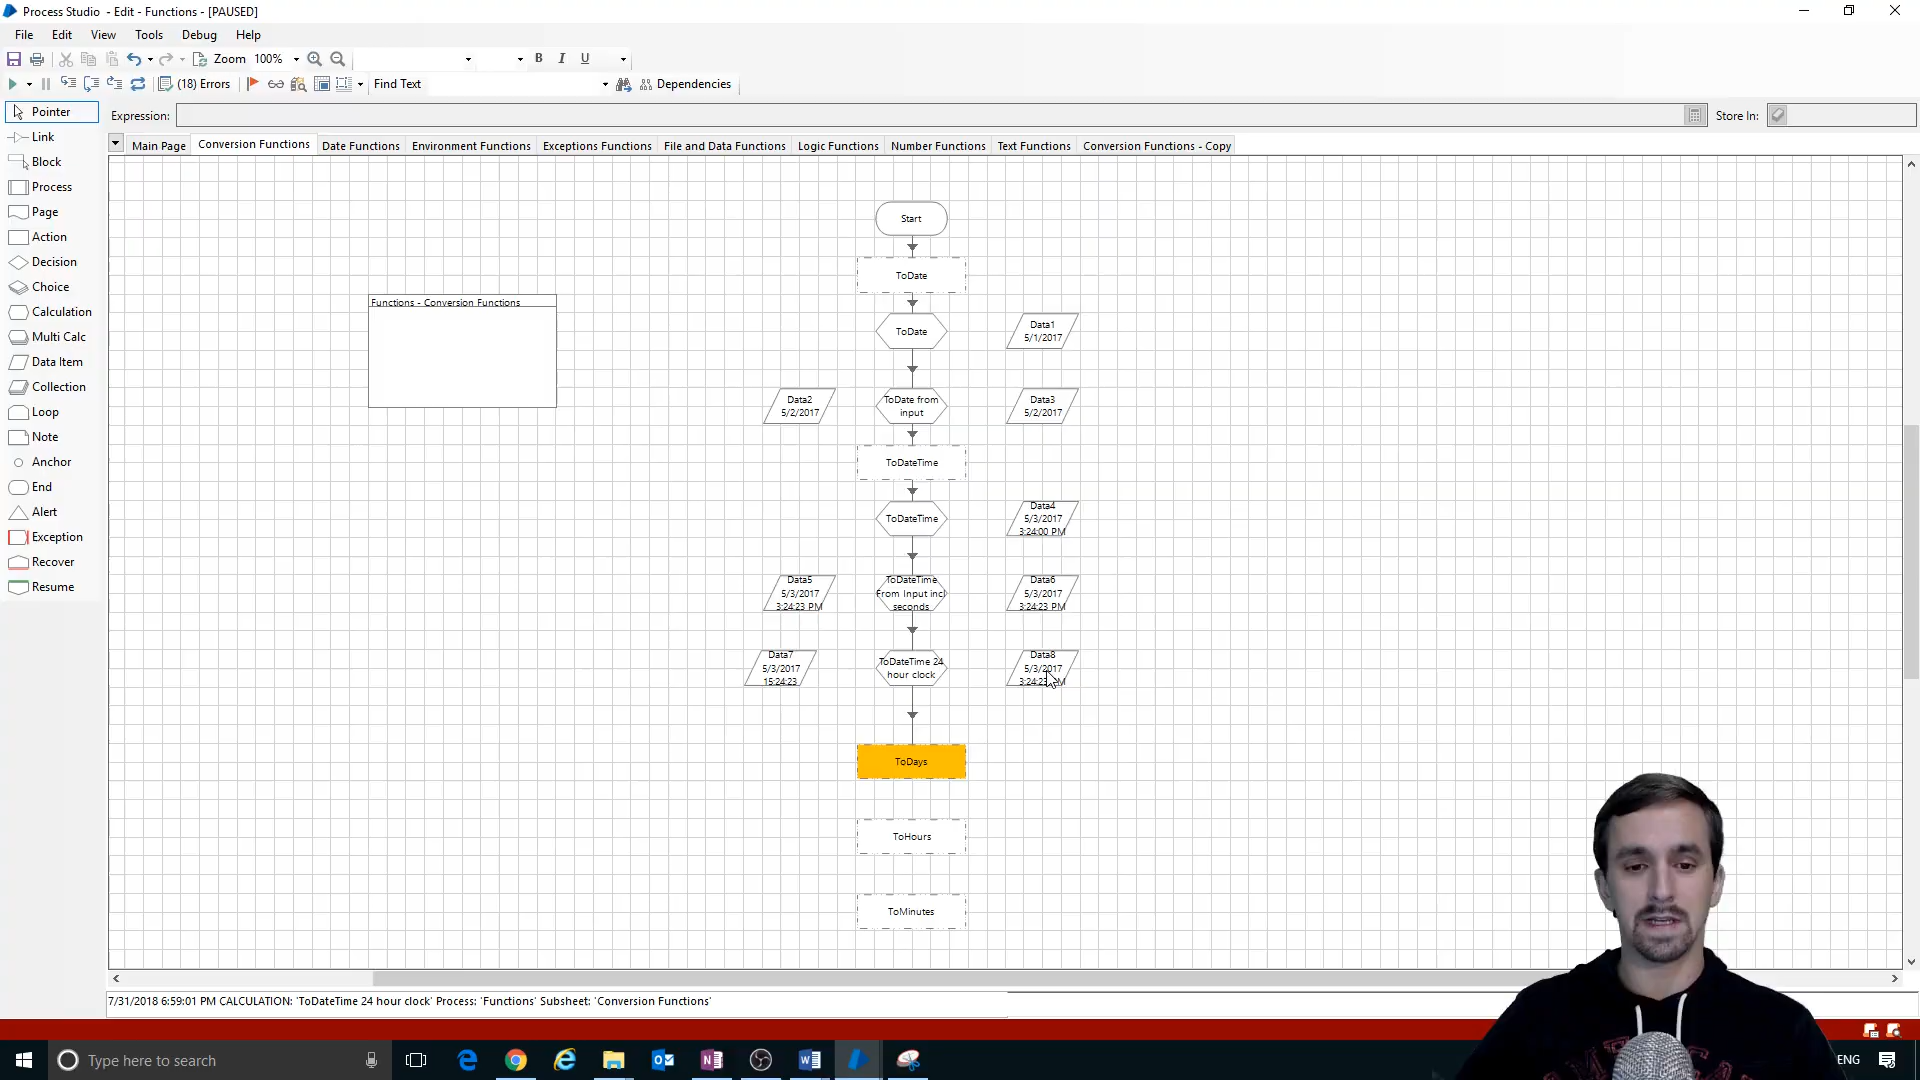 Process Studio  - Edit - Functions - [PAUSED]
File Edit View Tools Debug Help
Zoom 100% B I U
(18) Errors Find Text Dependencies
Pointer Expression: Store In:
Link Main Page Conversion Functions Date Functions Environment Functions Exceptions Functions File and Data Functions Logic Functions Number Functions Text Functions Conversion Functions - Copy
Block
Process
Page
Action
Decision
Choice
Calculation
Multi Calc
Data Item
Collection
Loop
Note
Anchor
End
Alert
Exception
Recover
Resume
Functions - Conversion Functions
Start
ToDate
ToDate
Data1
5/1/2017
Data2
5/2/2017
ToDate from
input
Data3
5/2/2017
ToDateTime
ToDateTime
Data4
5/3/2017
3:24:00 PM
Data5
5/3/2017
3:24:23 PM
ToDateTime
From Input incl
seconds
Data6
5/3/2017
3:24:23 PM
Data7
5/3/2017
15:24:23
ToDateTime 24
hour clock
Data8
5/3/2017
3:24:23
ToDays
ToHours
ToMinutes
7/31/2018 6:59:01 PM CALCULATION: 'ToDateTime 24 hour clock' Process: 'Functions' Subsheet: 'Conversion Functions'
Type here to search
ENG